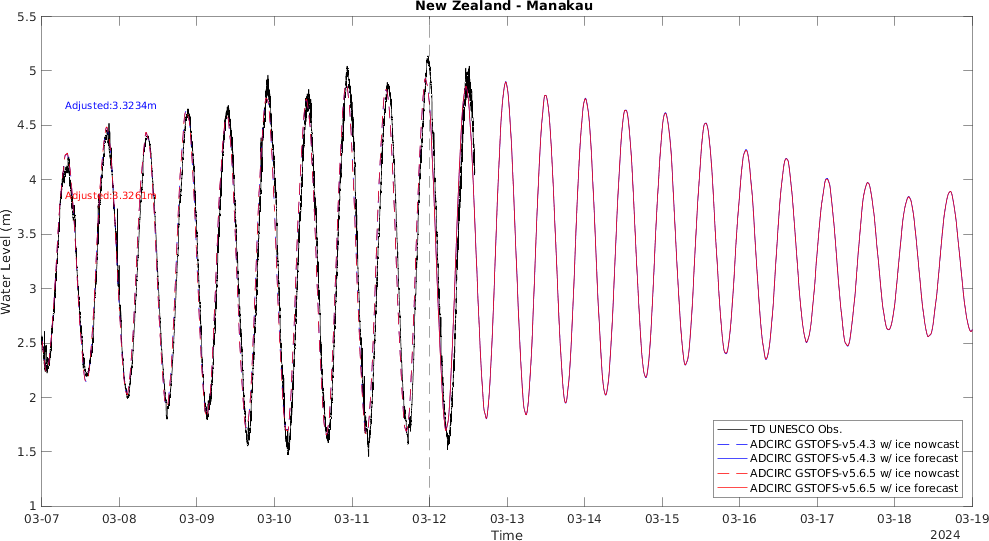 New Zealand - Manakau
Water Level (m)
5.5
5
4.5
4
3.5
3
2.5
2
1.5
1
Adjusted:3.3234m
Adjusted:3.3261m
TD UNESCO Obs.
ADCIRC GSTOFS-v5.4.3 w/ ice nowcast
ADCIRC GSTOFS-v5.4.3 w/ ice forecast
ADCIRC GSTOFS-v5.6.5 w/ ice nowcast
ADCIRC GSTOFS-v5.6.5 w/ ice forecast
03-07 03-08 03-09 03-10 03-11 03-12 03-13 03-14 03-15 03-16 03-17 03-18 03-19
Time
2024